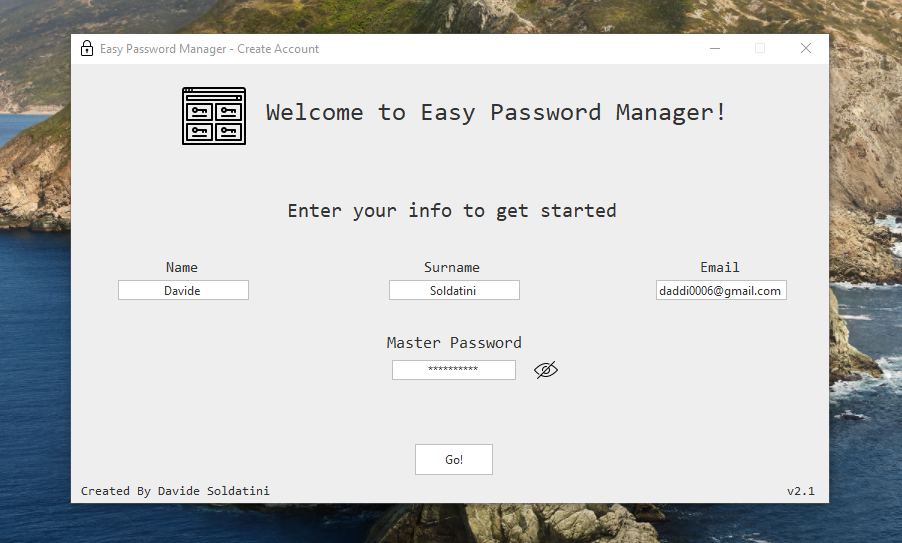 Easy Password Manager - Create Account
Welcome to Easy Password Manager!
Enter your info to get started
Name Surname Email
Davide Soldatini daddi0006@gmail.com
Master Password
**********
Go!
Created By Davide Soldatini v2.1